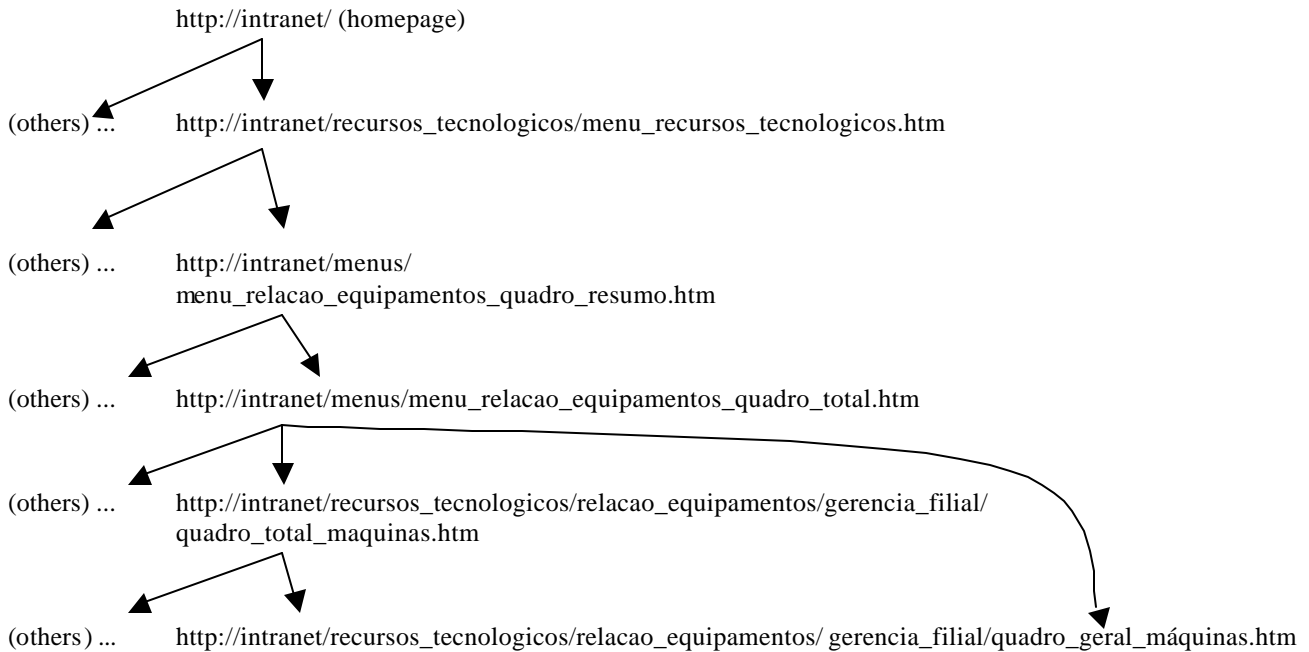 http://intranet/ (homepage)
(others) ... http://intranet/recursos_tecnologicos/menu_recursos_tecnologicos.htm
(others) ... http://intranet/menus/
menu_relacao_equipamentos_quadro_resumo.htm
(others) ... http://intranet/menus/menu_relacao_equipamentos_quadro_total.htm
(others) ... http://intranet/recursos_tecnologicos/relacao_equipamentos/gerencia_filial/
quadro_total_maquinas.htm
(others) ... http://intranet/recursos_tecnologicos/relacao_equipamentos/ gerencia_filial/quadro_geral_máquinas.htm